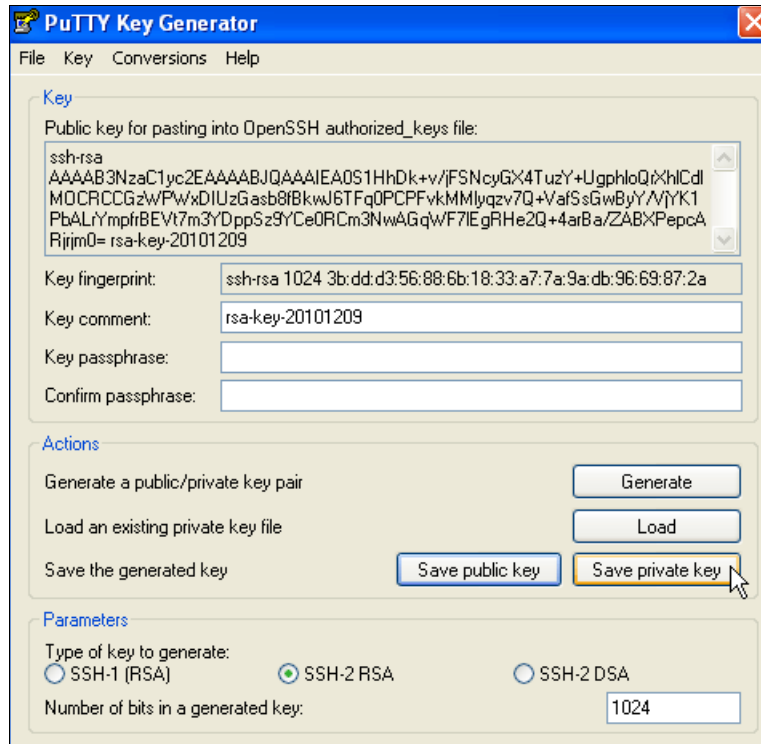 PuTTY Key Generator
File Key Conversions Help
Key
Public key for pasting into OpenSSH authorized_keys file:
ssh-rsa
AAAAB3NzaC1yc2EAAAABJQAAAIEA0S1HhDk+v/jFSNcyGX4TuzY+UgphloQrXhlCdl
MOCRCCGzWPWxDIUzGasb8fBkwJ6TFq0PCPFvkMMlyqzv7Q+VafSsGwByY/VjYK1
PbALrYmpfrBEVt7m3YDppSz9YCe0RCm3NwAGqWF7lEgRHe2Q+4arBa/ZABXPepcA
Rjrjm0= rsa-key-20101209
Key fingerprint: ssh-rsa 1024 3b:dd:d3:56:88:6b:18:33:a7:7a:9a:db:96:69:87:2a
Key comment: rsa-key-20101209
Key passphrase:
Confirm passphrase:
Actions
Generate a public/private key pair Generate
Load an existing private key file Load
Save the generated key Save public key Save private key
Parameters
Type of key to generate:
SSH-1 (RSA) SSH-2 RSA SSH-2 DSA
Number of bits in a generated key: 1024